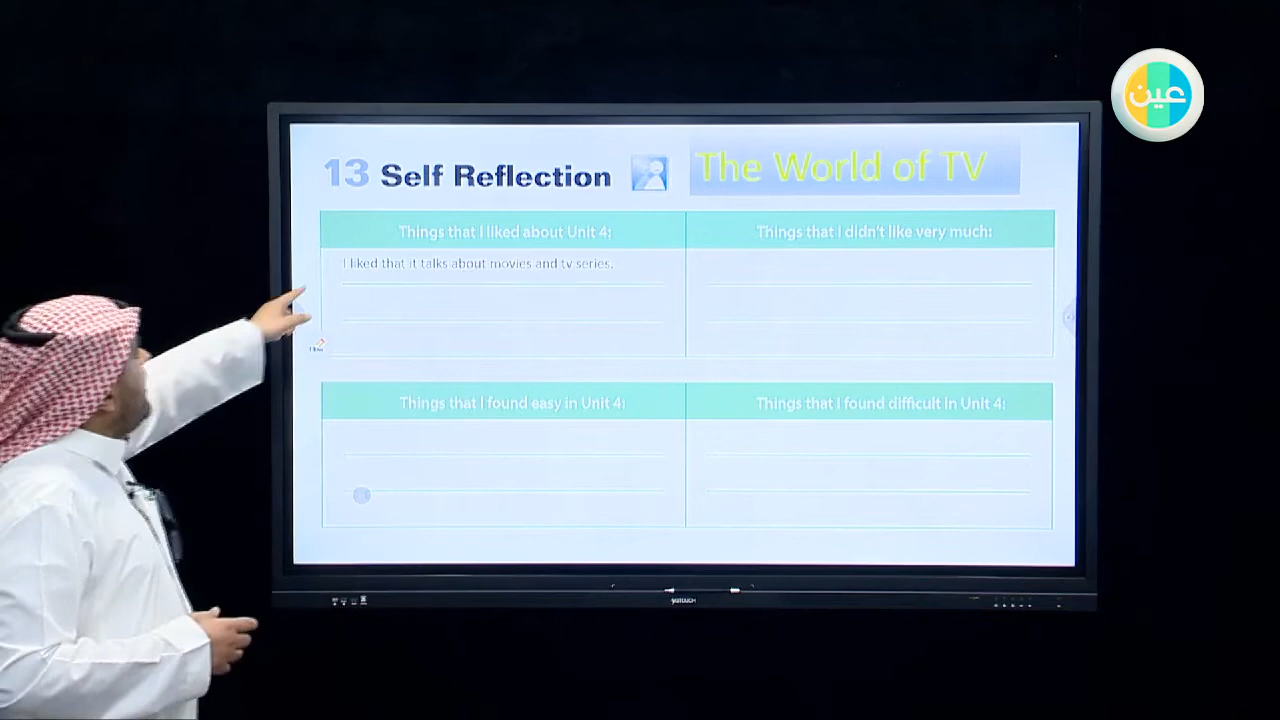 عين
13 Self Reflection
The World of TV
Things that I liked about Unit 4:
Things that I didn't like very much:
I liked that it talks about movies and tv series.
Things that I found easy in Unit 4:
Things that I found difficult in Unit 4: